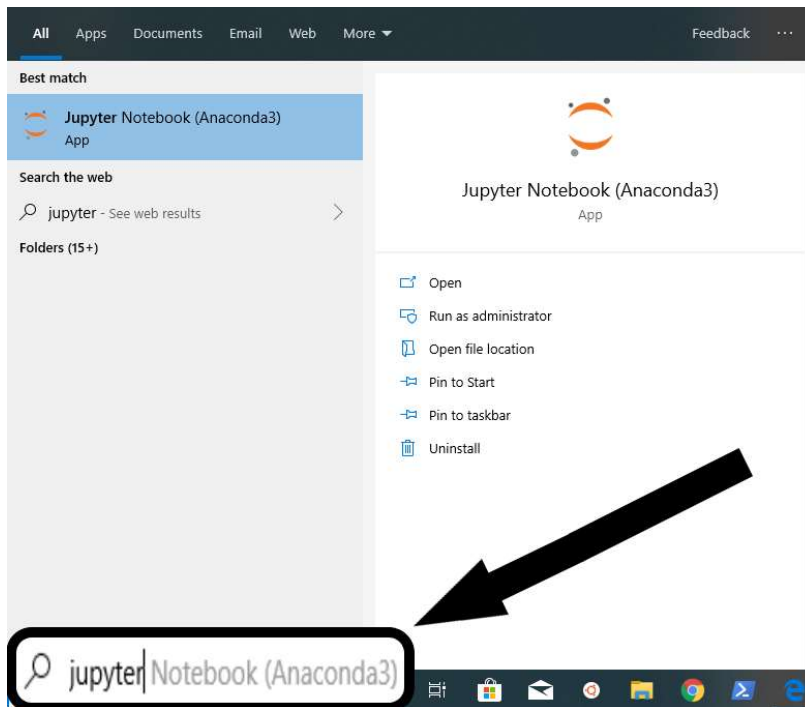 All Apps Documents Email Web More Feedback ...
Best match
Jupyter Notebook (Anaconda3)
App
Search the web
jupyter - See web results
Folders (15+)
Jupyter Notebook (Anaconda3)
App
Open
Run as administrator
Open file location
Pin to Start
Pin to taskbar
Uninstall
jupyter Notebook (Anaconda3)